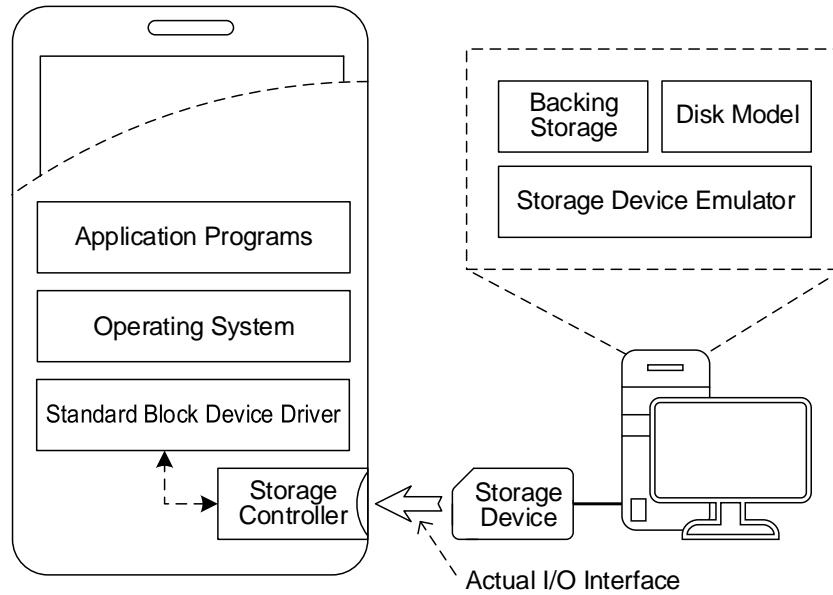 Application Programs
Operating System
Standard Block Device Driver
Storage
Controller
Backing
Storage
Disk Model
Storage Device Emulator
Storage
Device
Actual I/O Interface